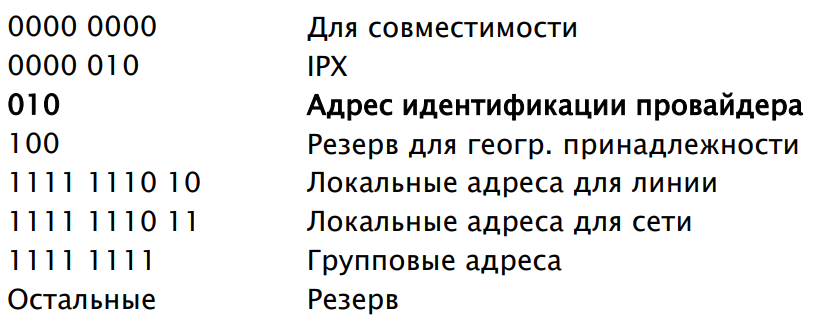 0000 0000 Для совместимости
0000 010 IPX
010 Адрес идентификации провайдера
100 Резерв для геогр. принадлежности
1111 1110 10 Локальные адреса для линии
1111 1110 11 Локальные адреса для сети
1111 1111 Групповые адреса
Остальные Резерв